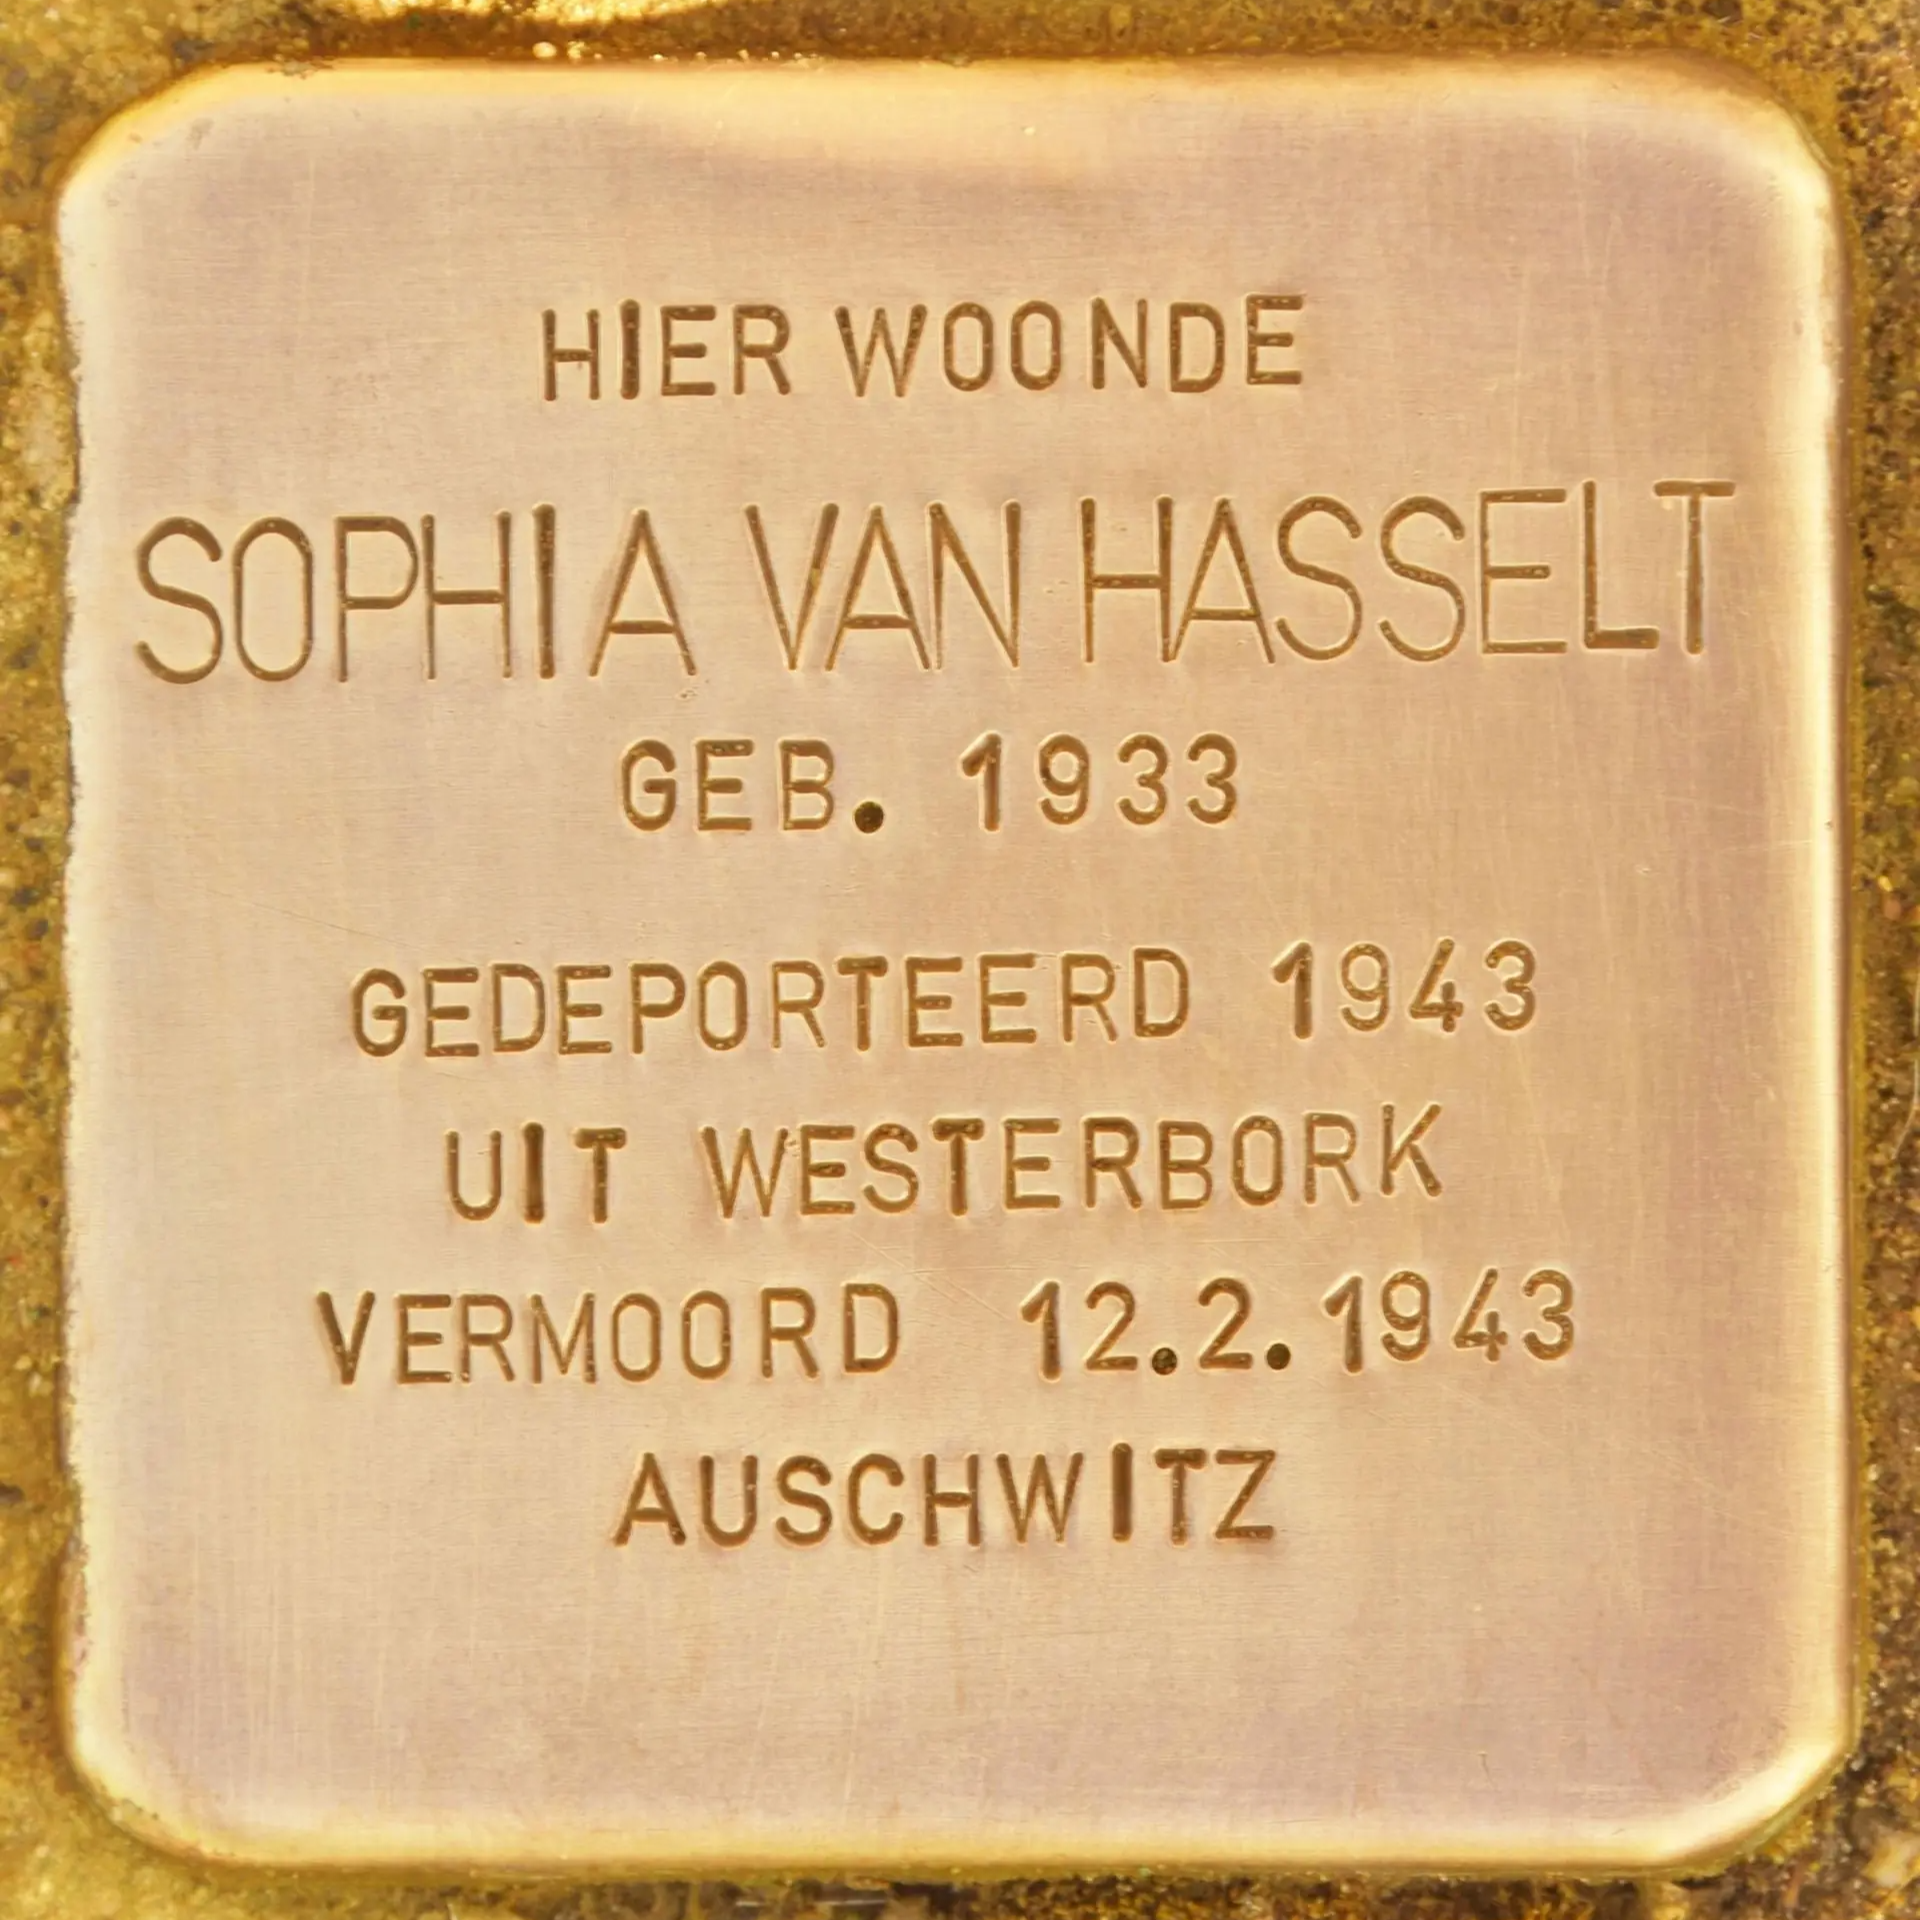 HIER WOONDE
SOPHIA VAN HASSELT
GEB. 1933
GEDEPORTEERD 1943
UIT WESTERBORK
VERMOORD 12.2.1943
AUSCHWITZ